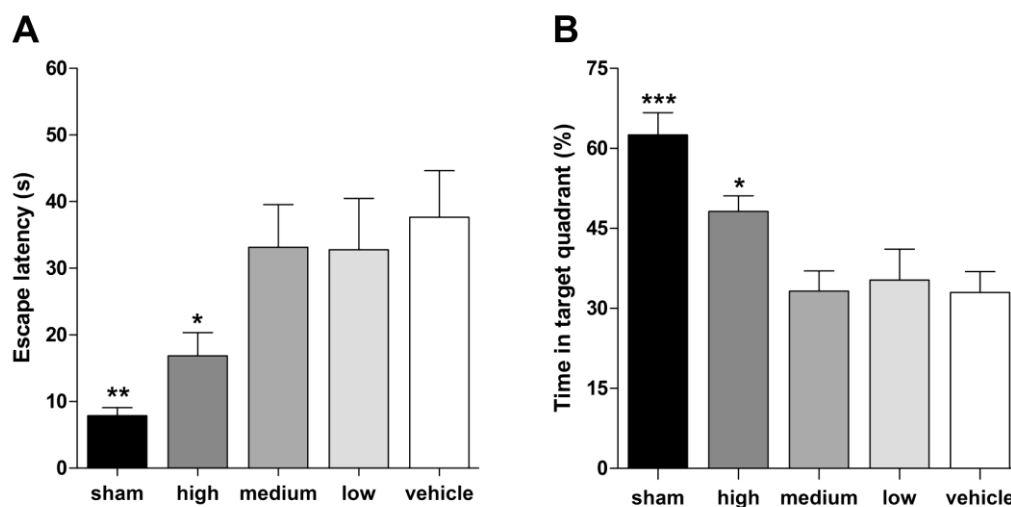 A
Escape latency (s)
60
50
40
30
20
10
0
**
*
sham high medium low vehicle
B
Time in target quadrant (%)
75
60
45
30
15
0
***
*
sham high medium low vehicle